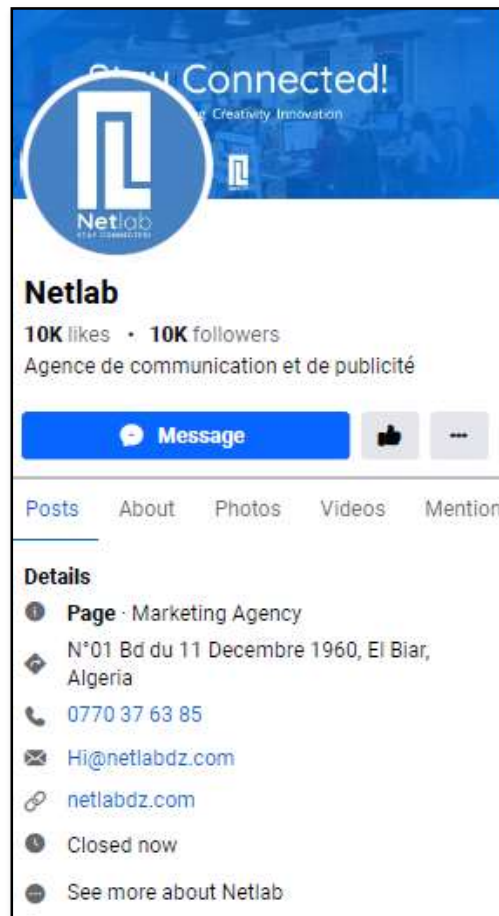 Connected!
Creativity Innovation
Netlab
STAY CONNECTED!
Netlab
10K likes · 10K followers
Agence de communication et de publicité
Message
Posts About Photos Videos Mention
Details
Page · Marketing Agency
N°01 Bd du 11 Decembre 1960, El Biar,
Algeria
0770 37 63 85
Hi@netlabdz.com
netlabdz.com
Closed now
See more about Netlab